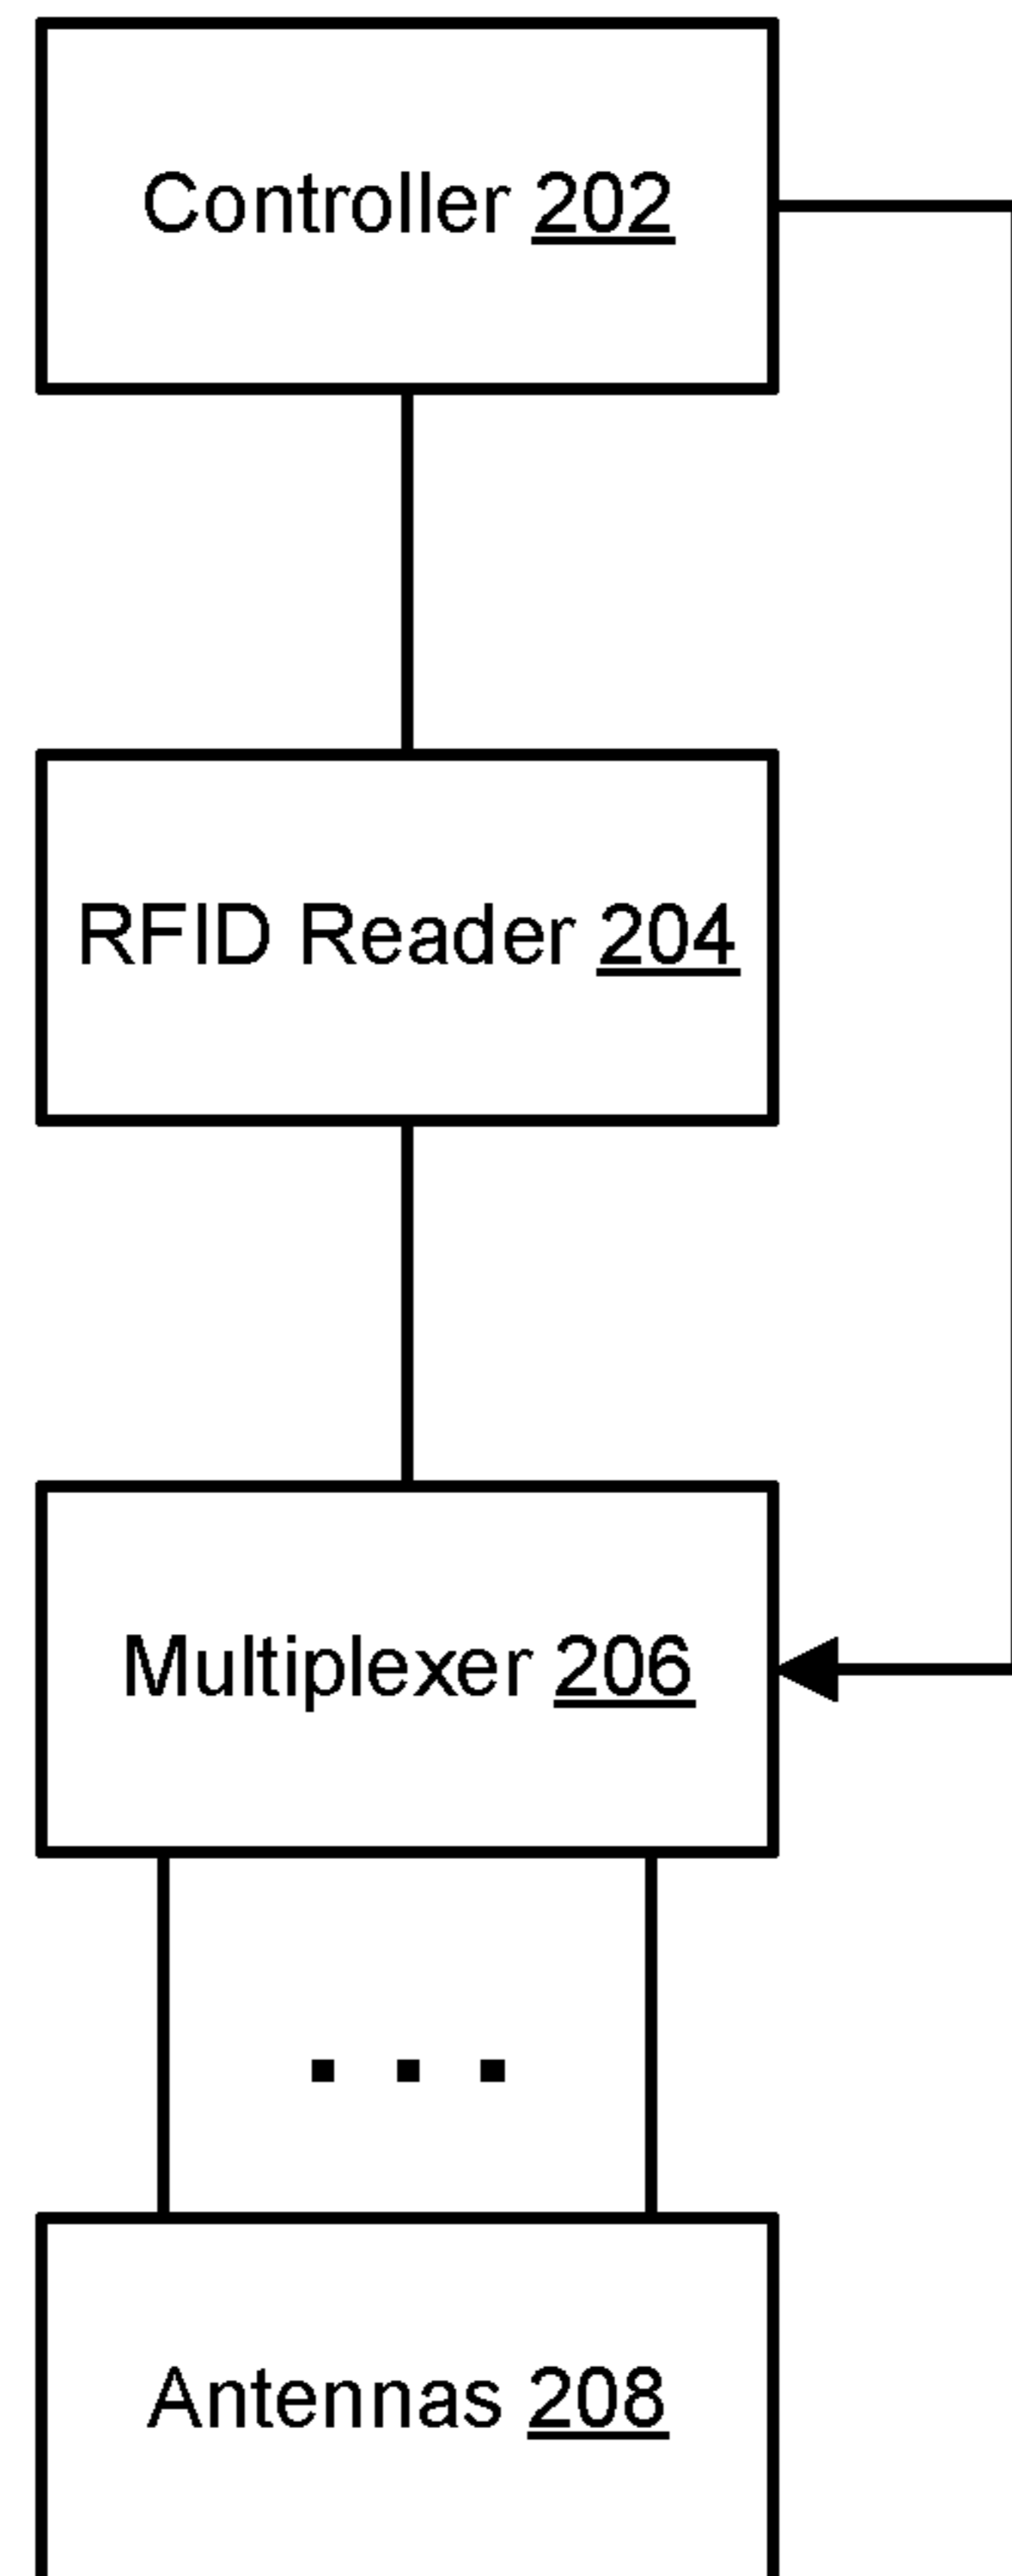 Controller 202
RFID Reader 204
Multiplexer 206
. . .
Antennas 208